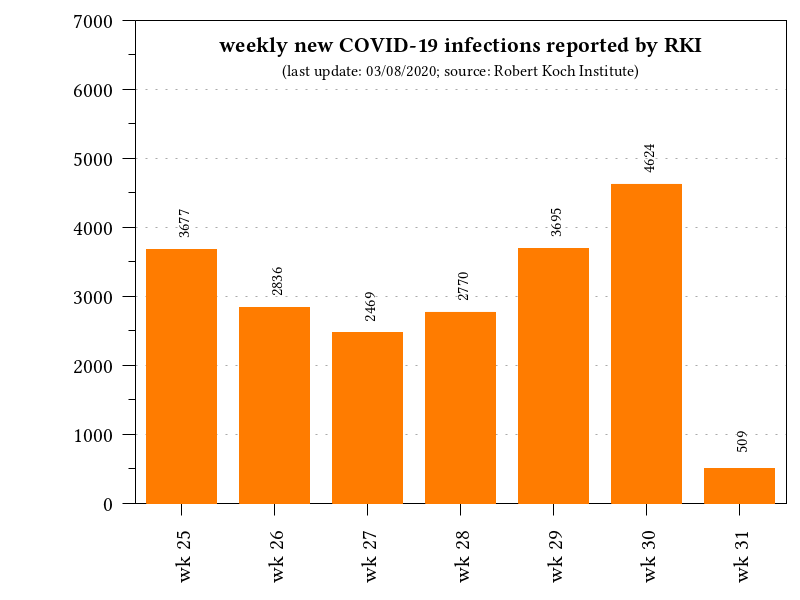 weekly new COVID-19 infections reported by RKI
(last update: 03/08/2020; source: Robert Koch Institute)
7000
6000
5000
4000
3000
2000
1000
0
3677
2836
2469
2770
3695
4624
509
wk 25
wk 26
wk 27
wk 28
wk 29
wk 30
wk 31